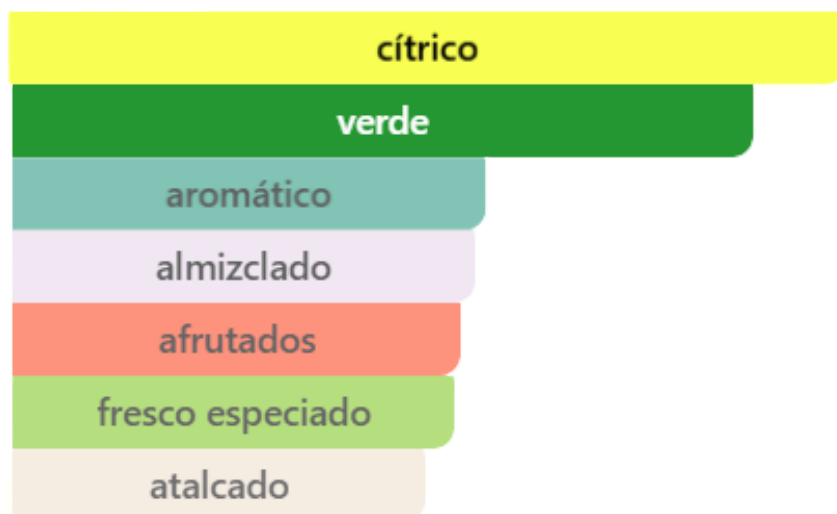 cítrico
verde
aromático
almizclado
afrutados
fresco especiado
atalcado